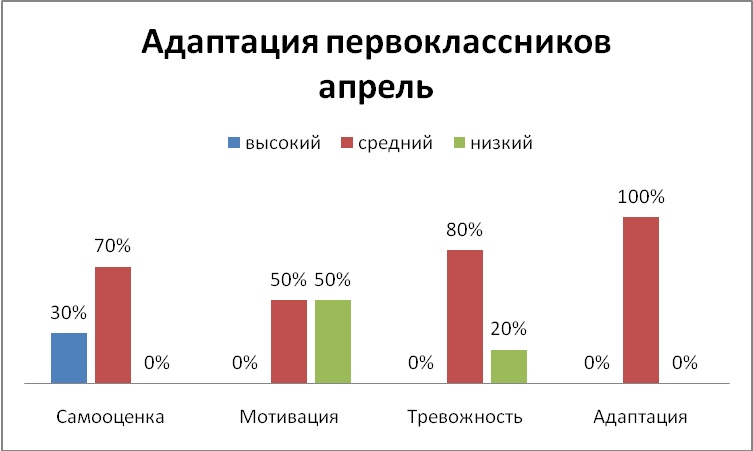 Адаптация первоклассников
апрель
высокий средний низкий
30% 70% 0%
0% 50% 50%
0% 80% 20%
0% 100% 0%
Самооценка Мотивация Тревожность Адаптация